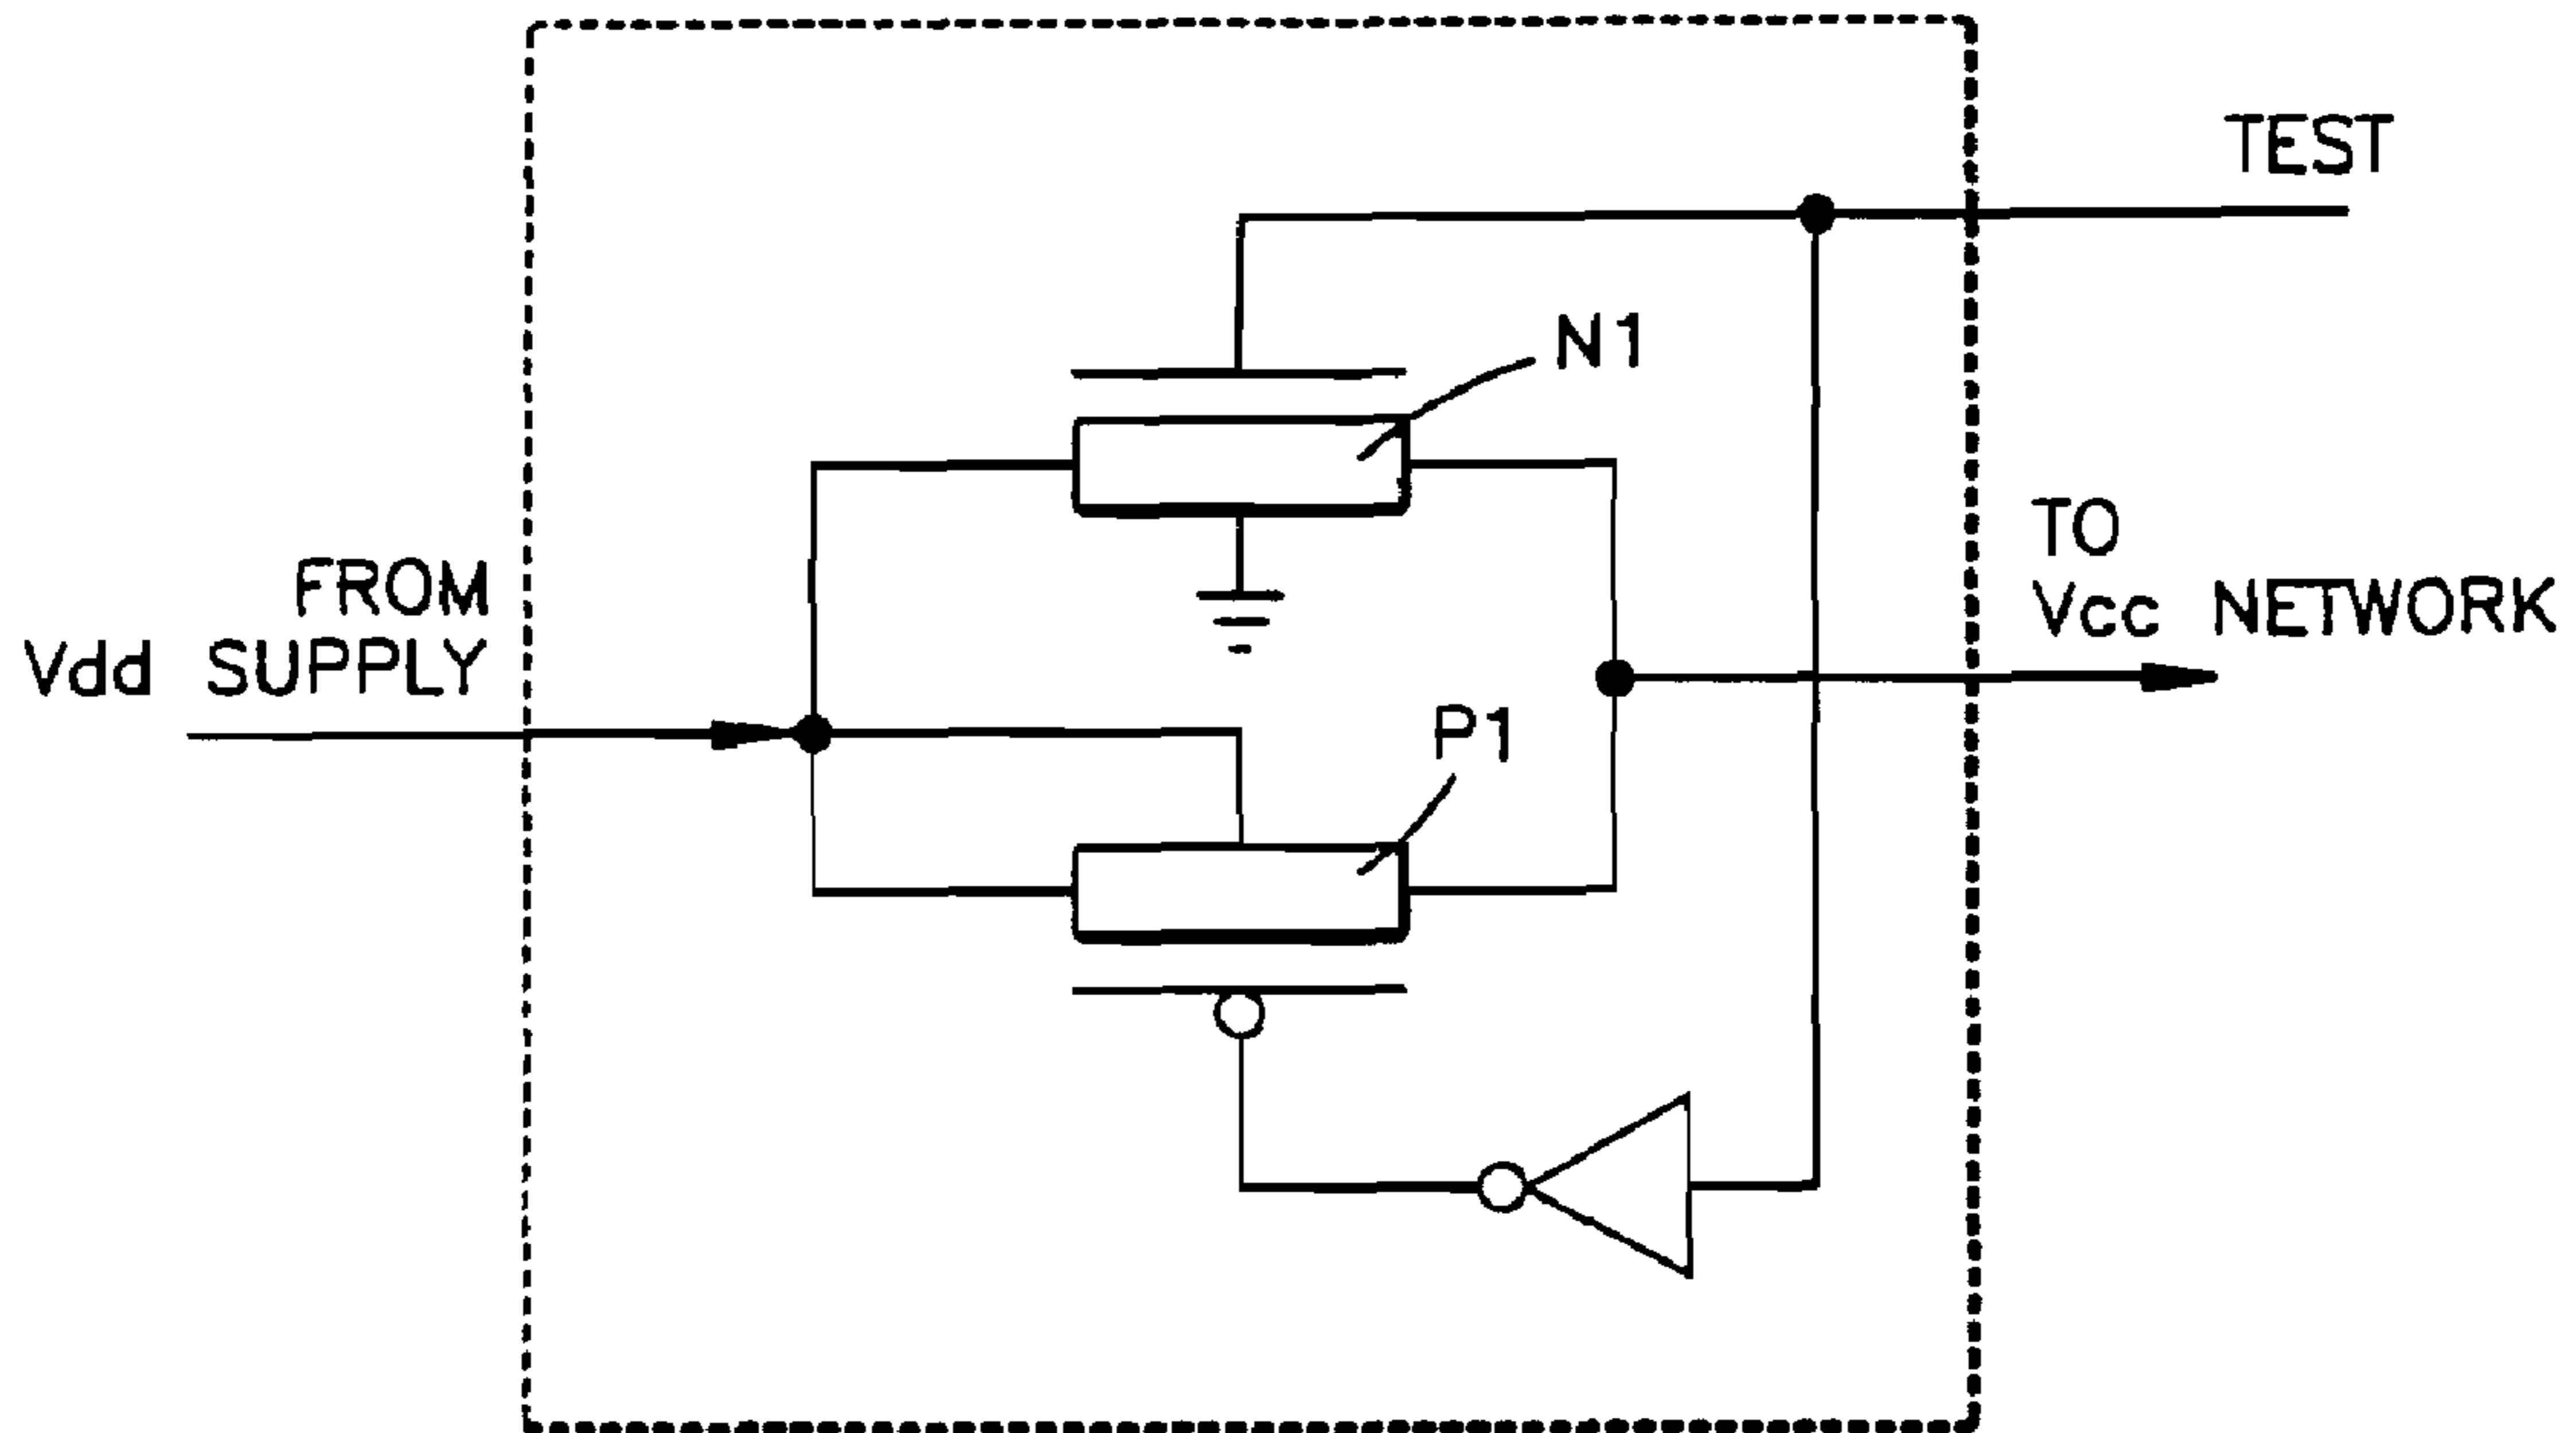 TEST
N1
FROM
Vdd SUPPLY
TO
Vcc NETWORK
P1